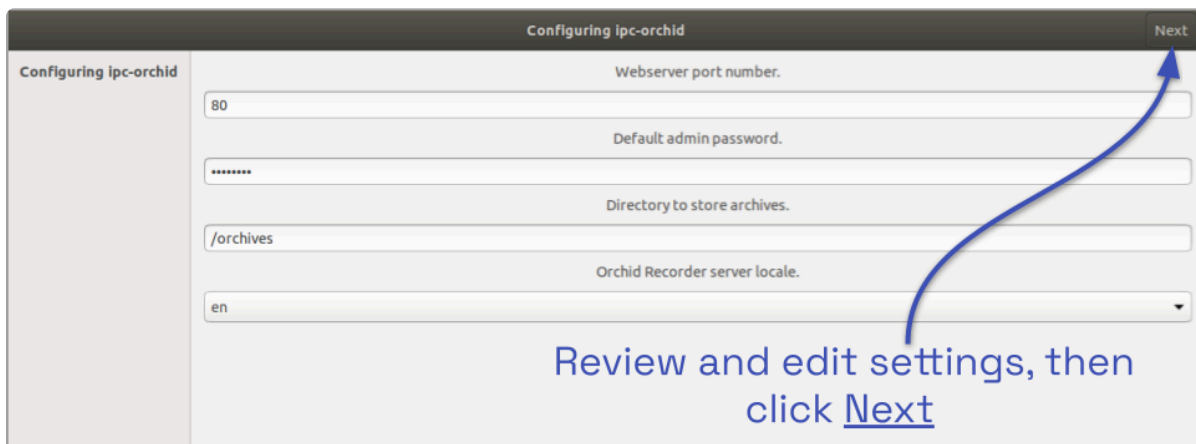 Configuring ipc-orchid
Next
Configuring ipc-orchid
Webserver port number.
80
Default admin password.
••••••••
Directory to store archives.
/orchives
Orchid Recorder server locale.
en
Review and edit settings, then
click Next